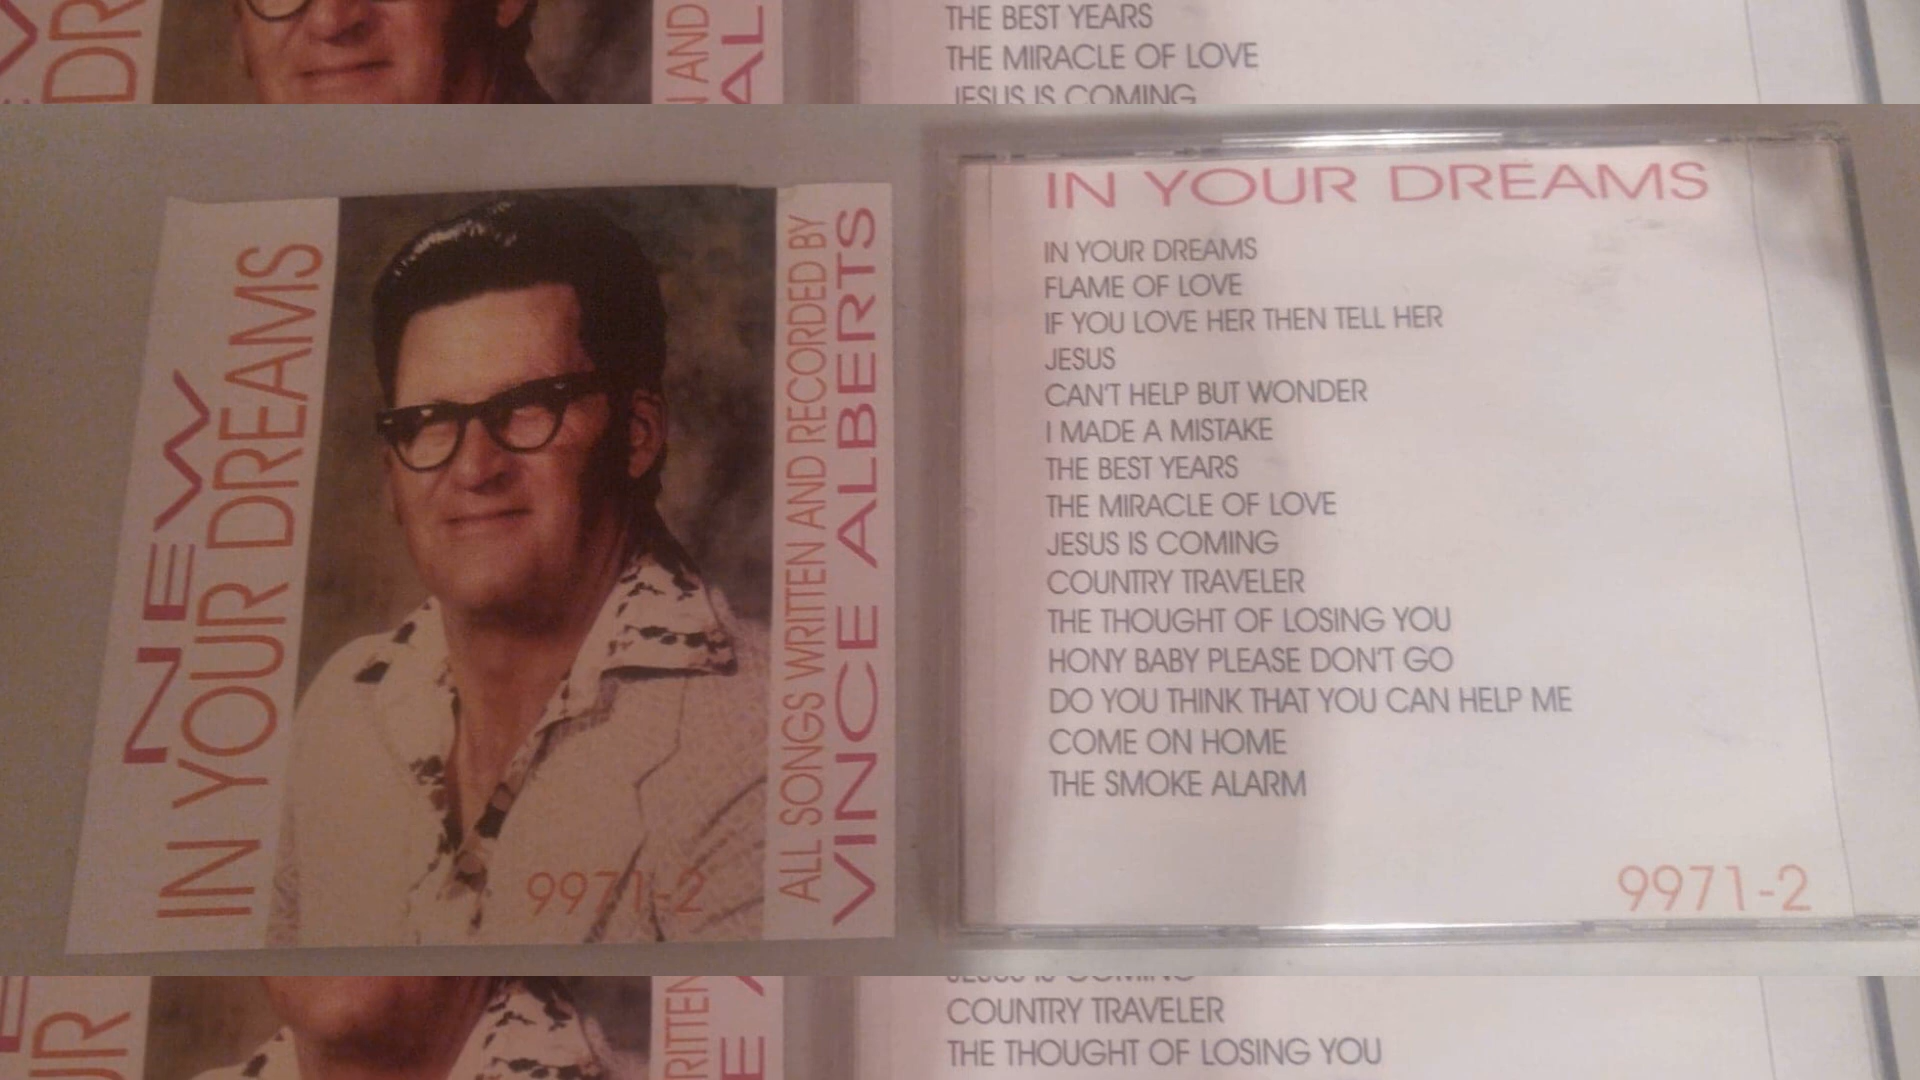 THE BEST YEARS
THE MIRACLE OF LOVE
JESUS IS COMING
NEW
IN YOUR DREAMS
9971-2
ALL SONGS WRITTEN AND RECORDED BY
VINCE ALBERTS
IN YOUR DREAMS
IN YOUR DREAMS
FLAME OF LOVE
IF YOU LOVE HER THEN TELL HER
JESUS
CAN'T HELP BUT WONDER
I MADE A MISTAKE
THE BEST YEARS
THE MIRACLE OF LOVE
JESUS IS COMING
COUNTRY TRAVELER
THE THOUGHT OF LOSING YOU
HONY BABY PLEASE DON'T GO
DO YOU THINK THAT YOU CAN HELP ME
COME ON HOME
THE SMOKE ALARM
9971-2
JESUS IS COMING
COUNTRY TRAVELER
THE THOUGHT OF LOSING YOU